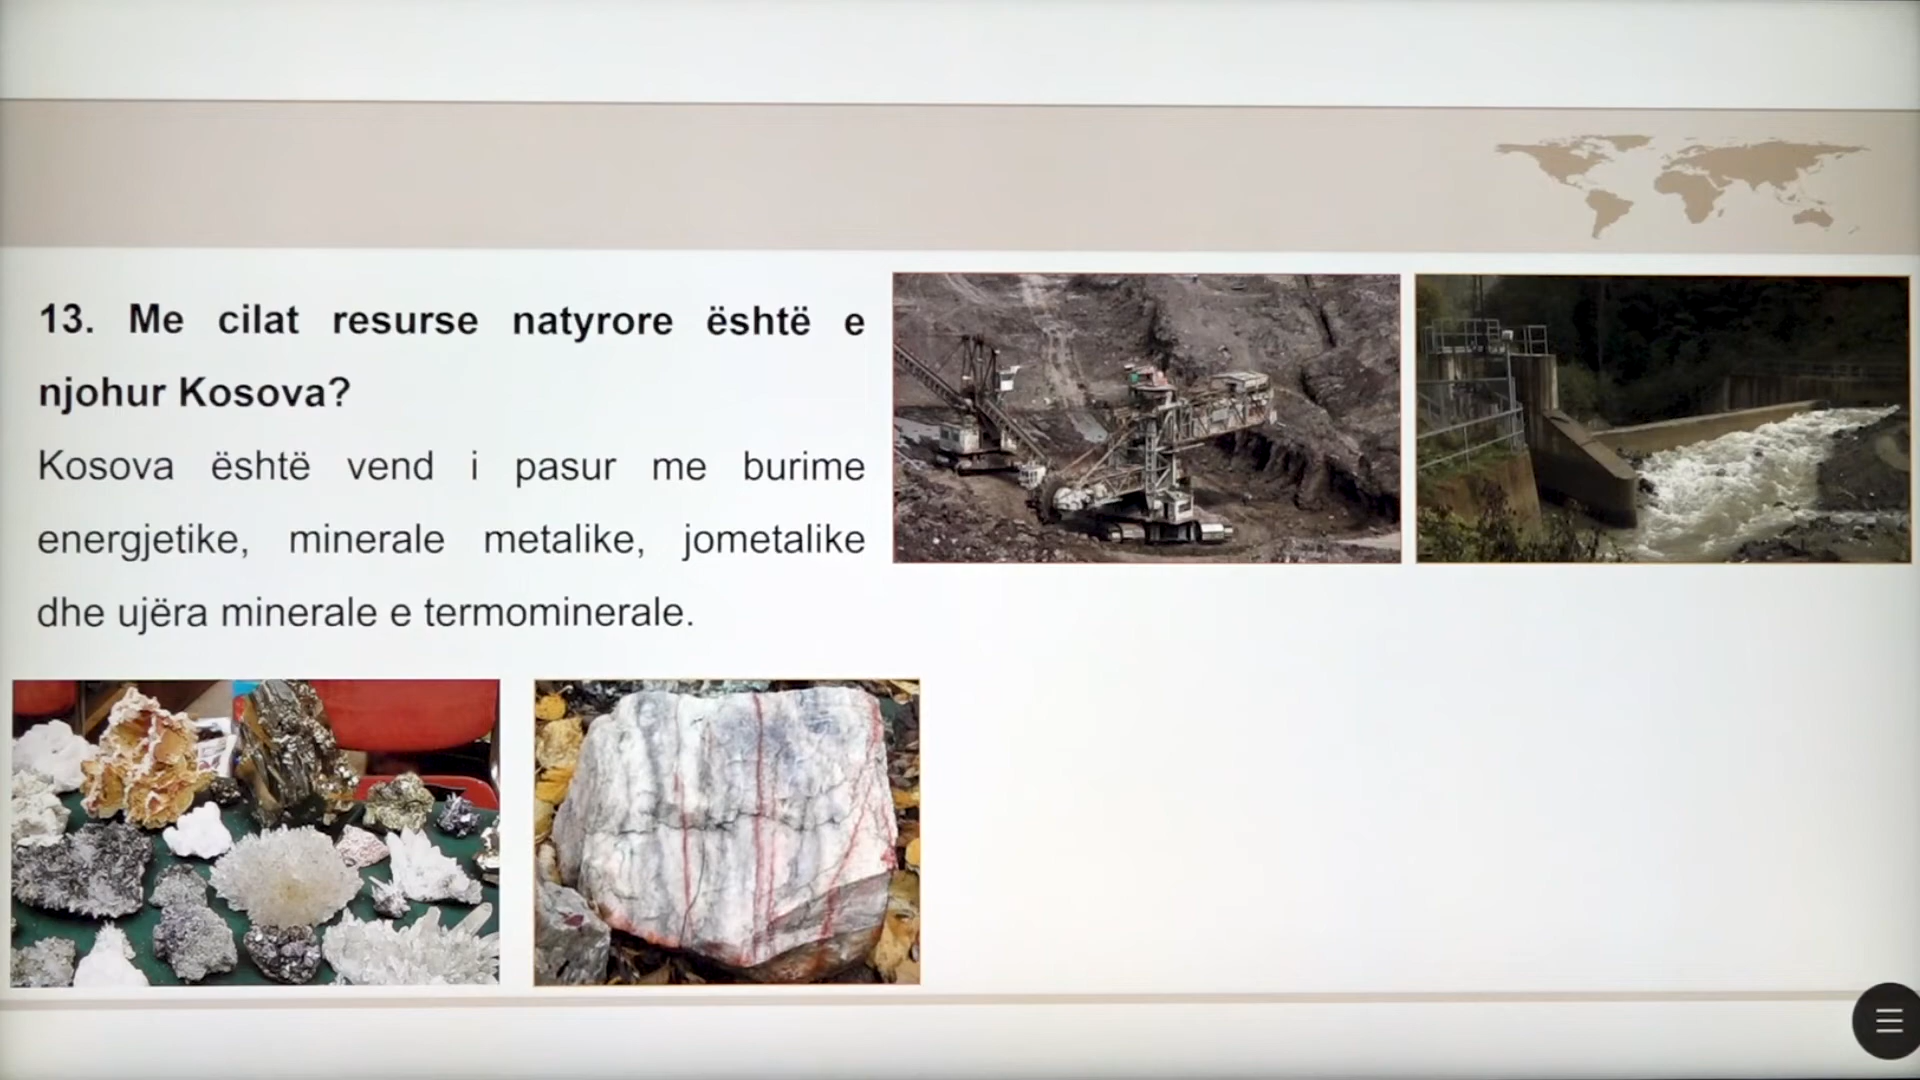 13. Me cilat resurse natyrore është e
njohur Kosova?
Kosova është vend i pasur me burime
energjetike, minerale metalike, jometalike
dhe ujëra minerale e termominerale.